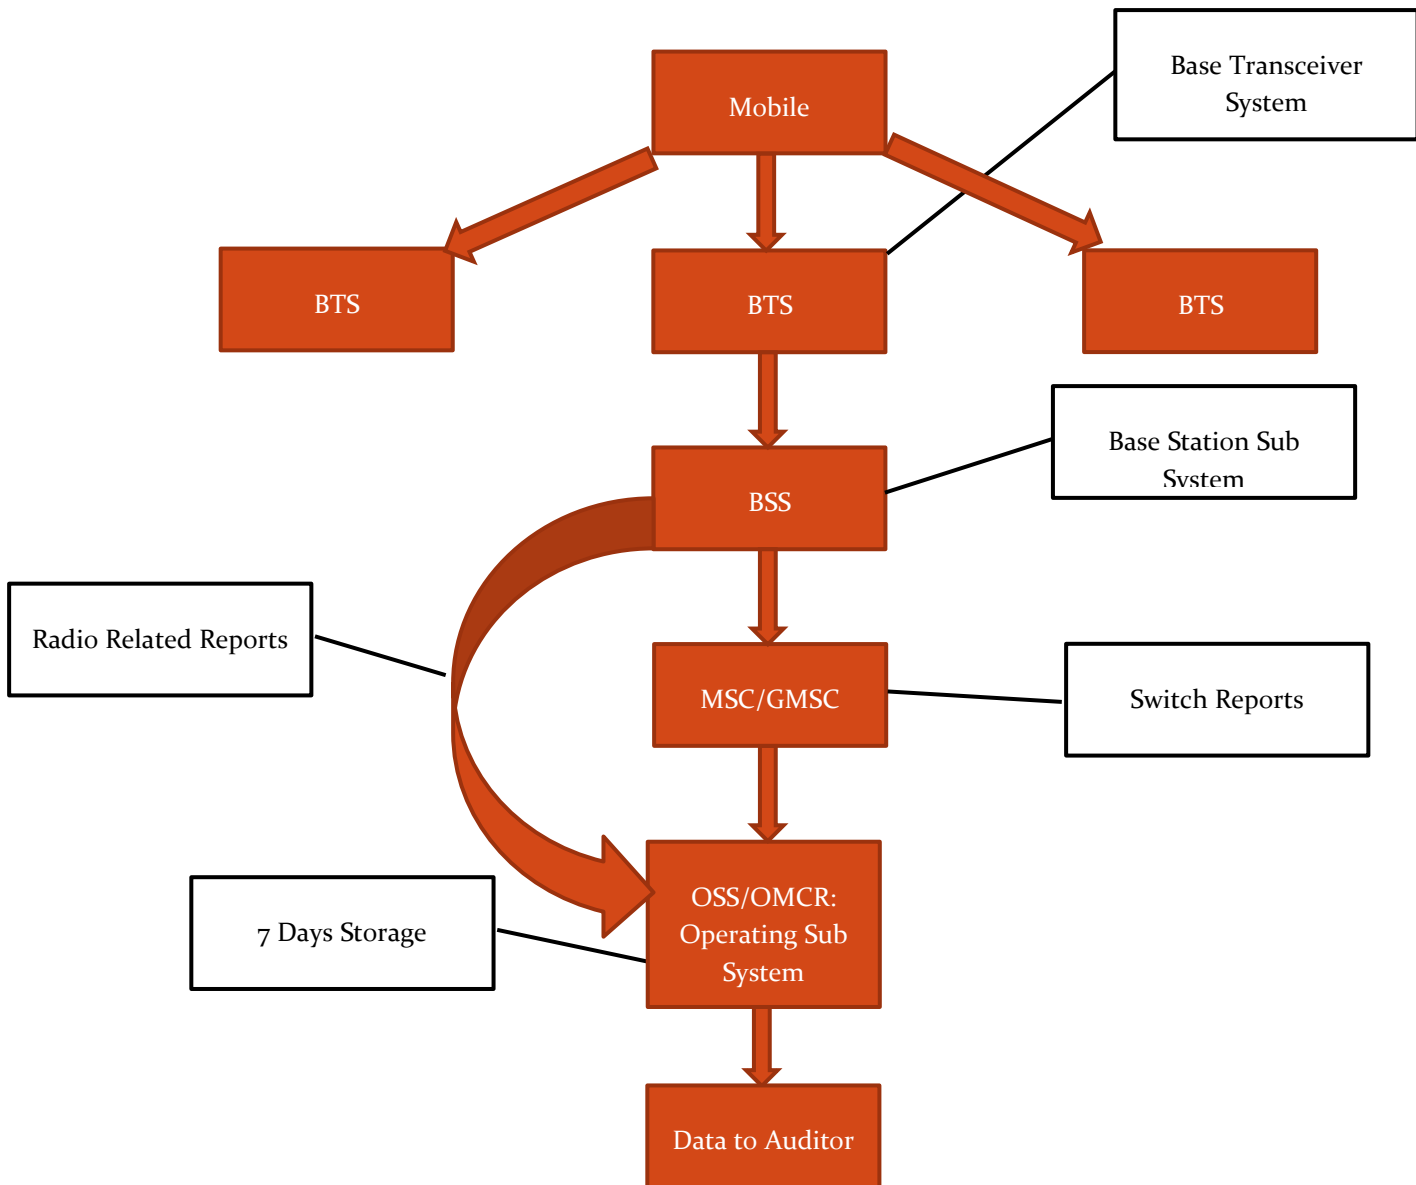 Base Transceiver
System
Mobile
BTS
BTS
BTS
Base Station Sub
System
BSS
Radio Related Reports
MSC/GMSC
Switch Reports
7 Days Storage
OSS/OMCR:
Operating Sub
System
Data to Auditor